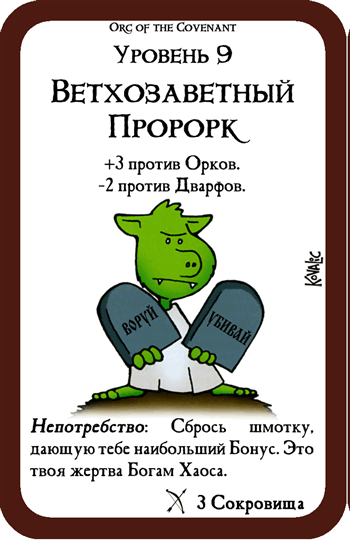 Orc of the Covenant
Уровень 9
Ветхозаветный
Пророрк
+3 против Орков.
-2 против Дварфов.
Kovalic
ВОРУЙ
УБИВАЙ
Непотребство: Сбрось шмотку,
дающую тебе наибольший Бонус. Это
твоя жертва Богам Хаоса.
3 Сокровища